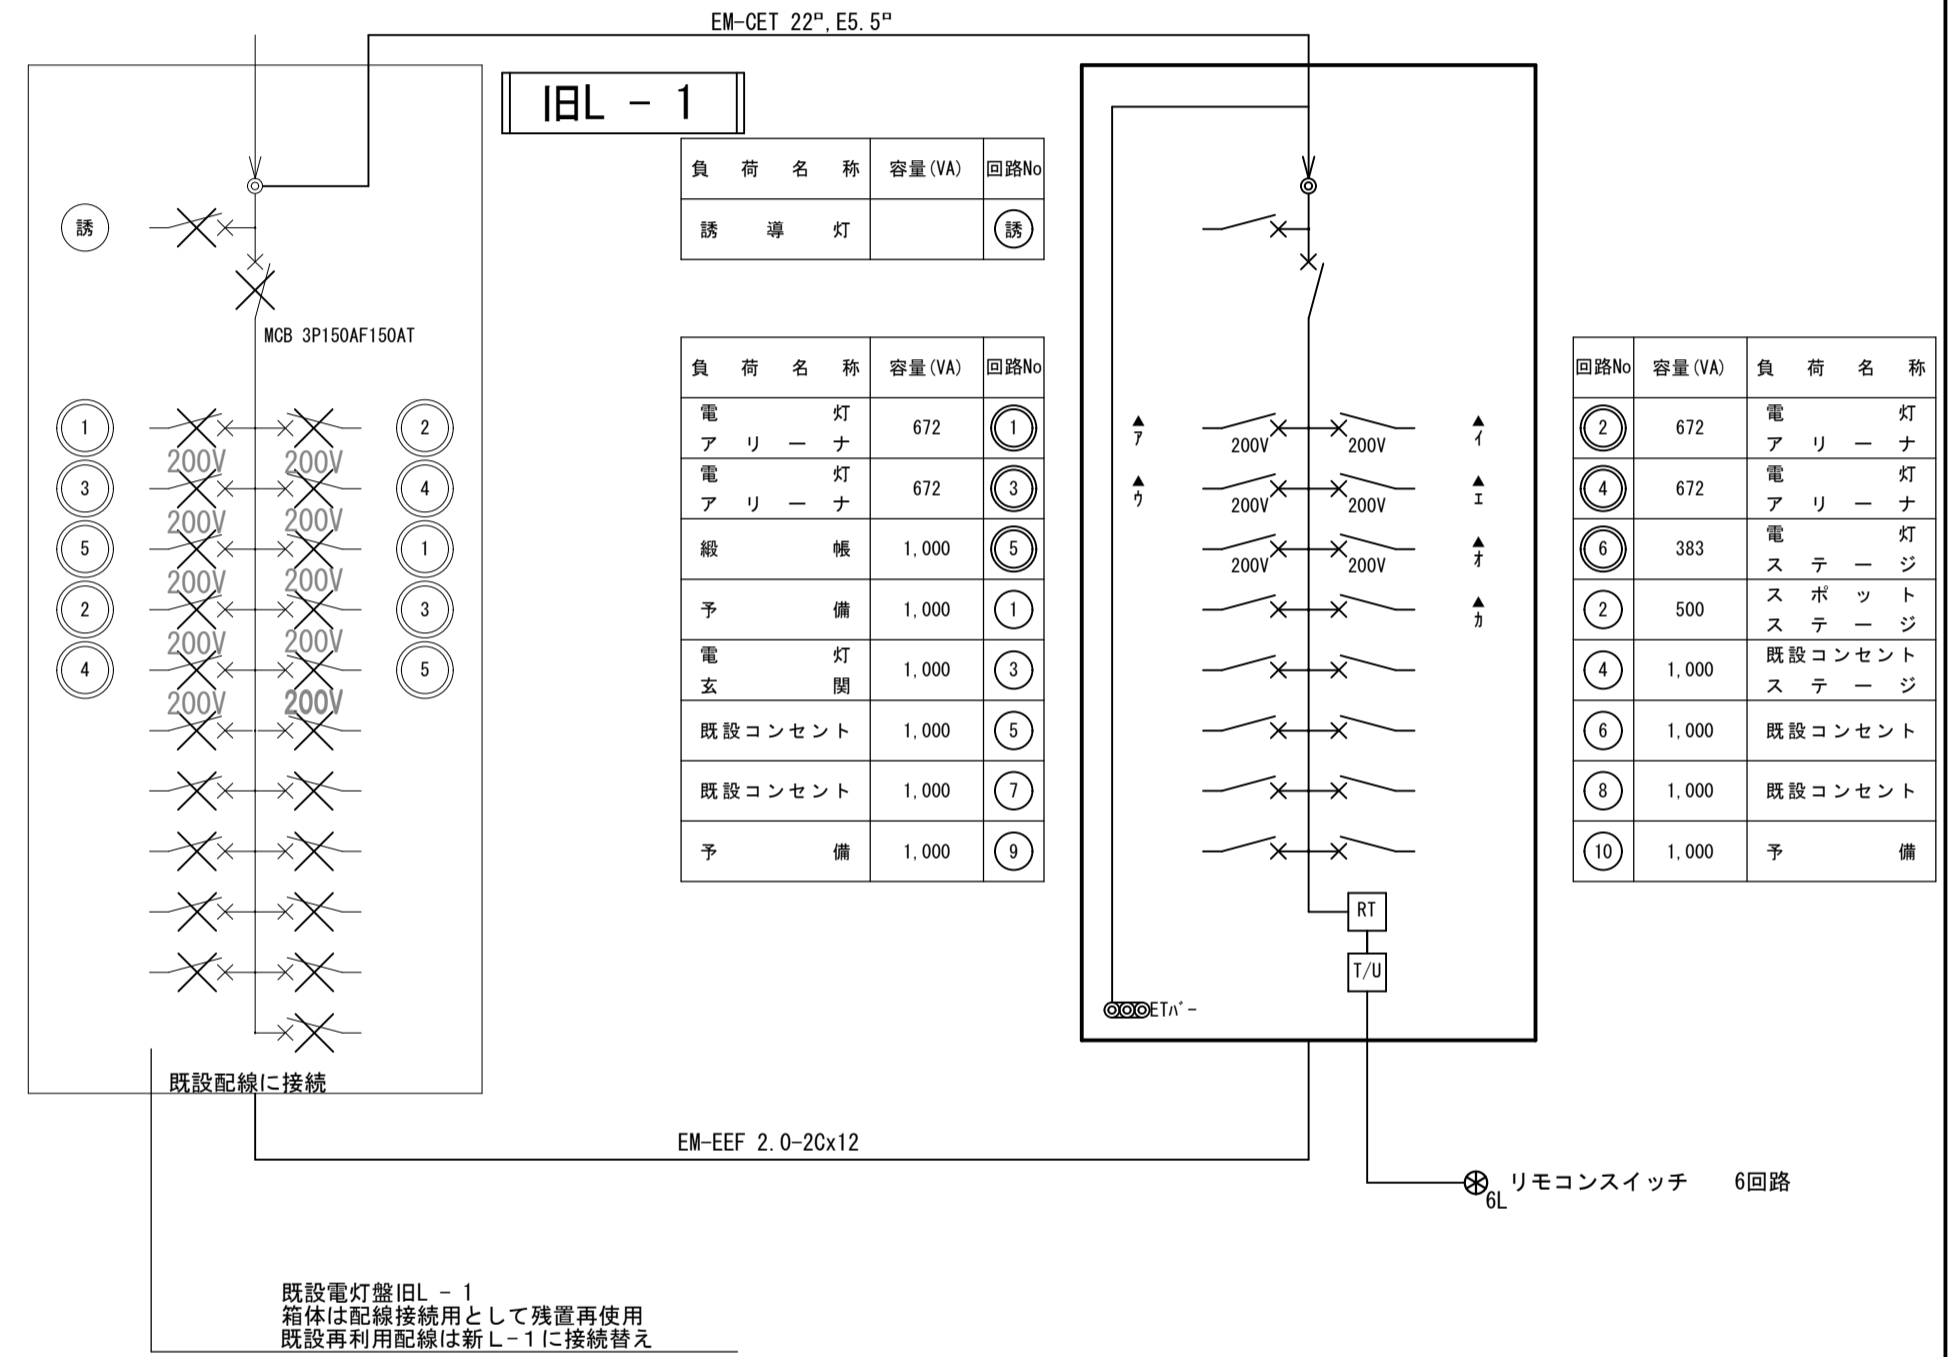 EM-CET 22°,E5.5°
旧L - 1
誘
MCB 3P150AF150AT
1
2
200V
200V
3
4
200V
200V
5
1
200V
200V
2
3
200V
200V
4
5
200V
200V
既設配線に接続
負荷名称 容量(VA) 回路No
誘導灯 誘
負荷名称 容量(VA) 回路No
電灯
アリーナ 672 1
電灯
アリーナ 672 3
緞帳 1,000 5
予備 1,000 1
電灯
玄関 1,000 3
既設コンセント 1,000 5
既設コンセント 1,000 7
予備 1,000 9
▲
ア
200V
200V
▲
イ
▲
ウ
200V
200V
▲
エ
200V
200V
▲
オ
▲
カ
RT
T/U
ETバー
回路No 容量(VA) 負荷名称
2 672 電灯
アリーナ
4 672 電灯
アリーナ
6 383 電灯
ステージ
2 500 スポット
ステージ
4 1,000 既設コンセント
ステージ
6 1,000 既設コンセント
8 1,000 既設コンセント
10 1,000 予備
EM-EEF 2.0-2Cx12
6L リモコンスイッチ 6回路
既設電灯盤旧L - 1
箱体は配線接続用として残置再使用
既設再利用配線は新L-1に接続替え